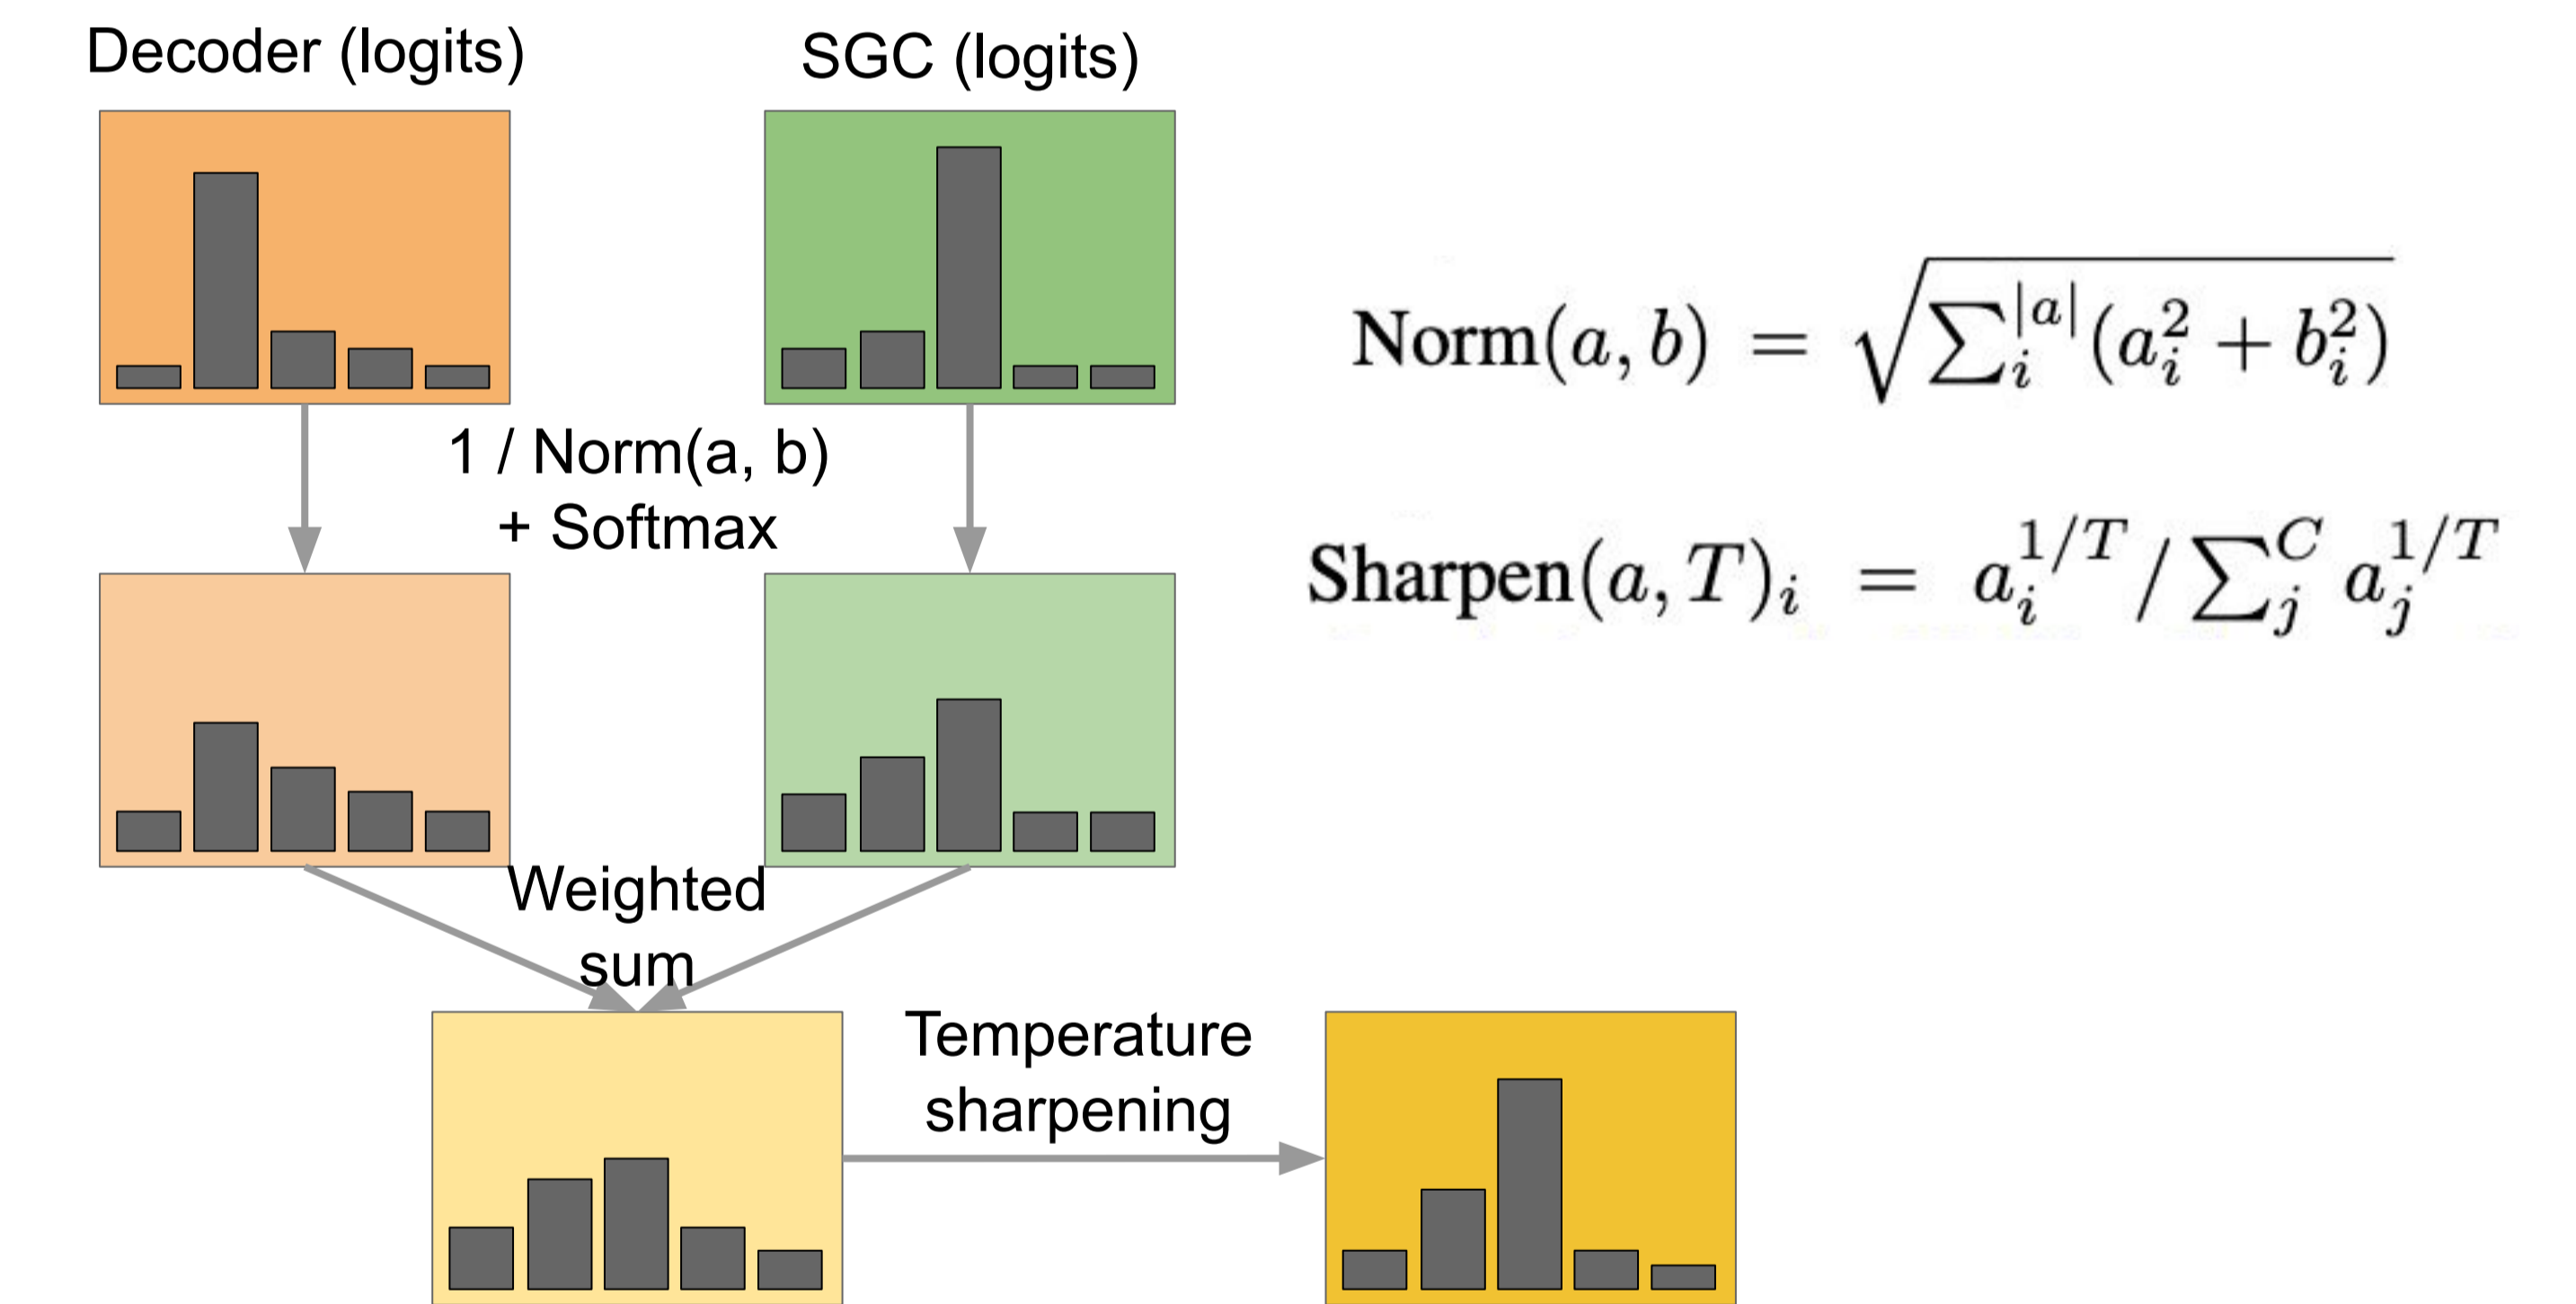 Decoder (logits)
SGC (logits)
1 / Norm(a, b)
+ Softmax
Norm(a, b) = √∑_i^{|a|}(a_i^2 + b_i^2)
Sharpen(a, T)_i = a_i^{1/T} / ∑_j^C a_j^{1/T}
Weighted
sum
Temperature
sharpening